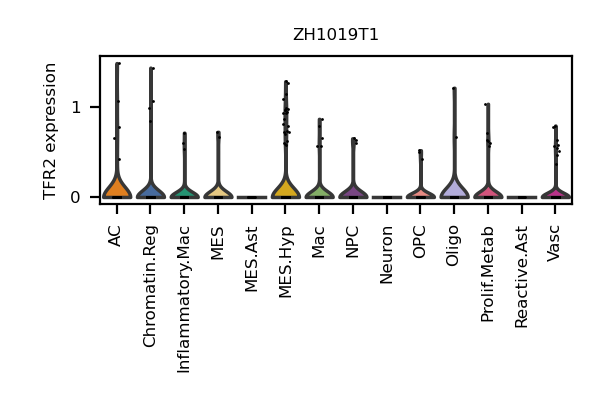 ZH1019T1
TFR2 expression
1
0
AC
Chromatin.Reg
Inflammatory.Mac
MES
MES.Ast
MES.Hyp
Mac
NPC
Neuron
OPC
Oligo
Prolif.Metab
Reactive.Ast
Vasc